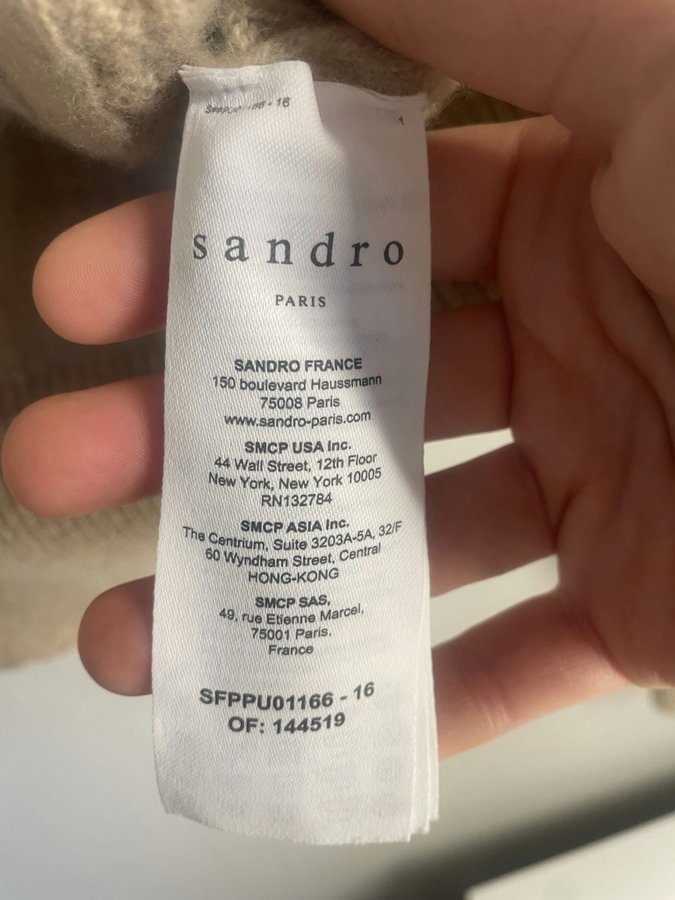 1
s a n d r o
PARIS
SANDRO FRANCE
150 boulevard Haussmann
75008 Paris
www.sandro-paris.com
SMCP USA Inc.
44 Wall Street, 12th Floor
New York, New York 10005
RN132784
SMCP ASIA Inc.
The Centrium, Suite 3203A-5A, 32/F
60 Wyndham Street, Central
HONG-KONG
SMCP SAS,
49, rue Etienne Marcel,
75001 Paris,
France
SFPPU01166 - 16
OF: 144519